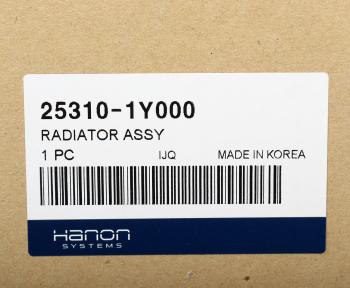 25310-1Y000
RADIATOR ASSY
1 PC IJQ MADE IN KOREA
Hanon
SYSTEMS